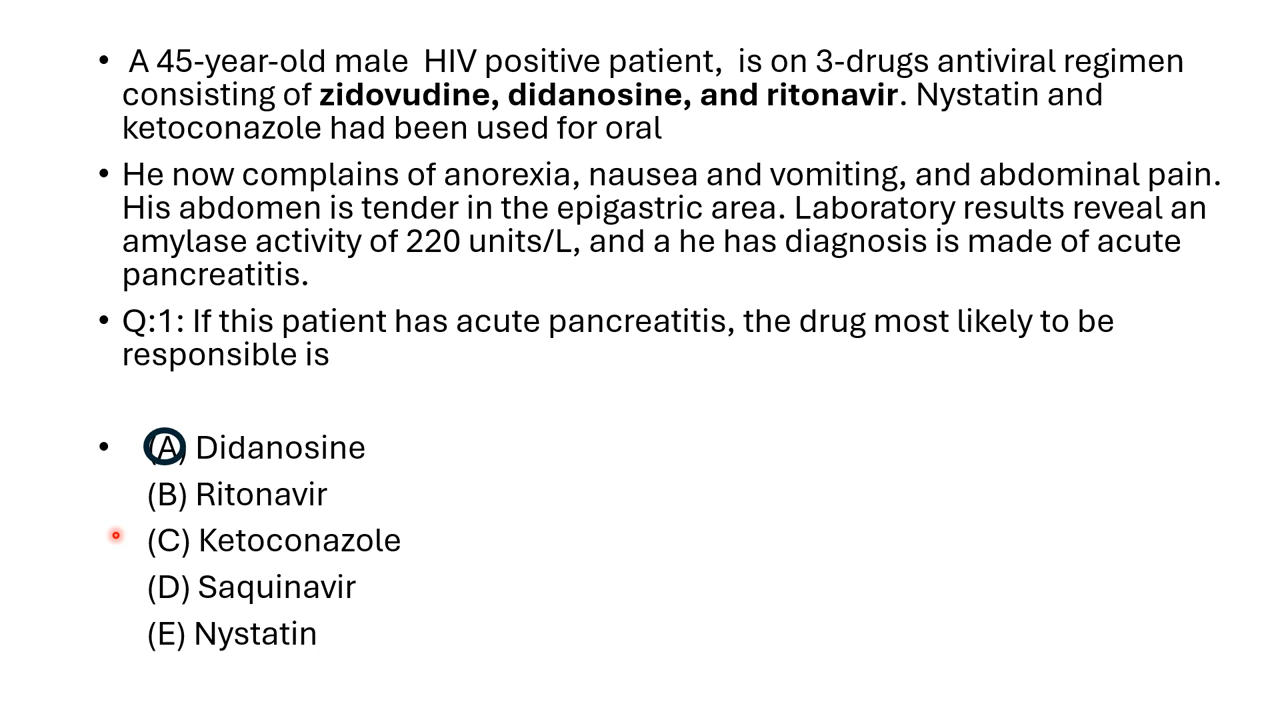 • A 45-year-old male  HIV positive patient,  is on 3-drugs antiviral regimen
consisting of zidovudine, didanosine, and ritonavir. Nystatin and
ketoconazole had been used for oral
• He now complains of anorexia, nausea and vomiting, and abdominal pain.
His abdomen is tender in the epigastric area. Laboratory results reveal an
amylase activity of 220 units/L, and a he has diagnosis is made of acute
pancreatitis.
• Q:1: If this patient has acute pancreatitis, the drug most likely to be
responsible is
• (A) Didanosine
(B) Ritonavir
(C) Ketoconazole
(D) Saquinavir
(E) Nystatin